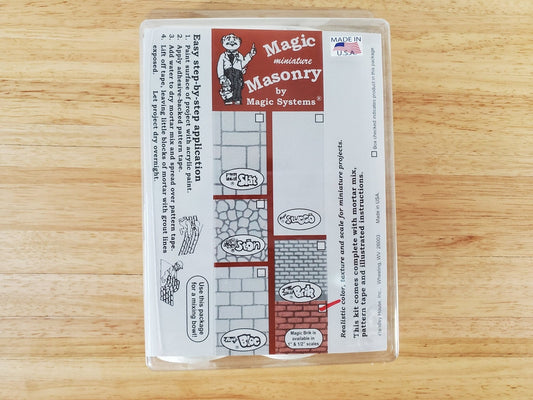 Magic
miniature
Masonry
by
Magic Systems®
MADE IN
U.S.A.
Easy step-by-step application
1. Paint surface of project with acrylic paint.
2. Apply adhesive-backed pattern tape.
3. Add water to dry mortar mix and spread over pattern tape.
4. Lift off tape, leaving little blocks of mortar with grout lines
exposed. Let project dry overnight.
Use this package
for a mixing bowl!
Magic Brik is
available in
1" & 1/2" scales
Realistic color, texture and scale for miniature projects.
This kit comes complete with mortar mix,
pattern tape and illustrated instructions.
House, Inc. Wheeling, WV 26003 Made in USA
Box checked indicates product in this package